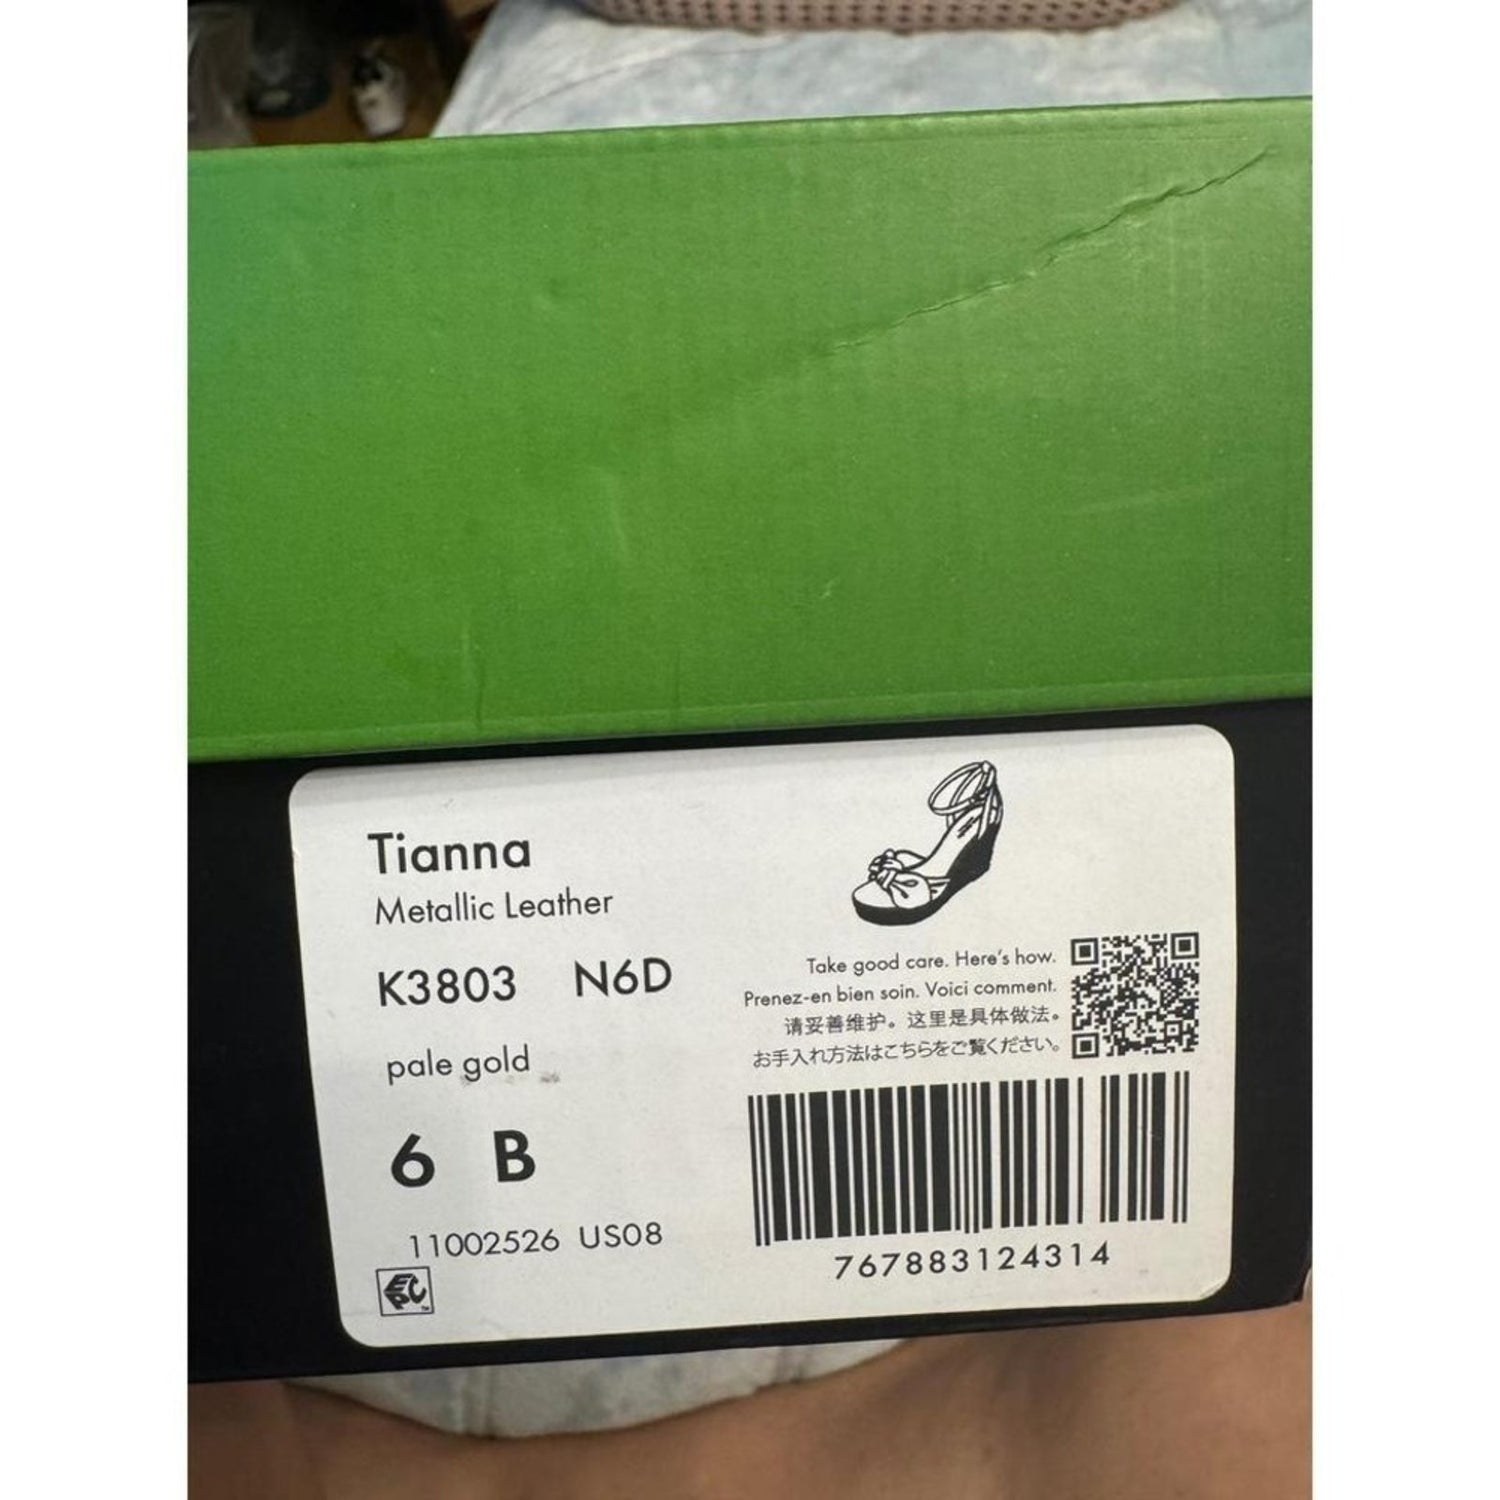 Tianna
Metallic Leather
K3803 N6D
pale gold
6 B
11002526 US08
EPC
Take good care. Here's how.
Prenez-en bien soin. Voici comment.
请妥善维护。这里是具体做法。
お手入れ方法はこちらをご覧ください。
767883124314